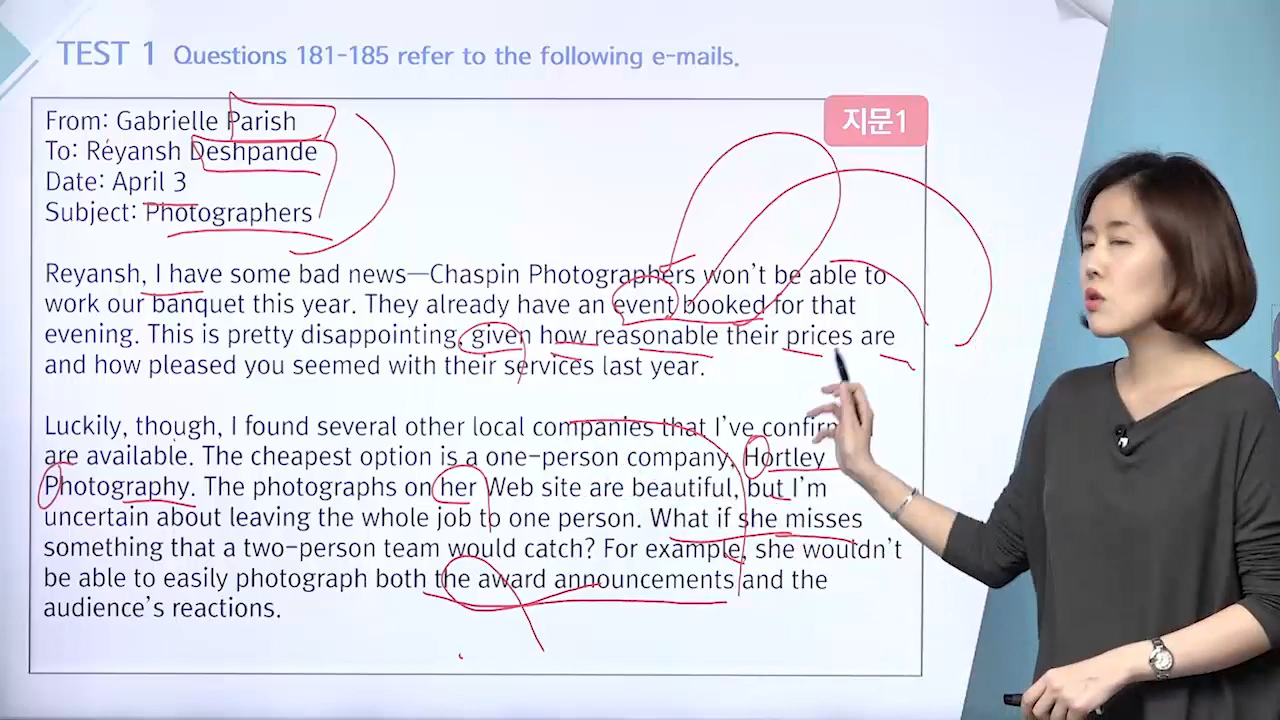 TEST 1 Questions 181-185 refer to the following e-mails.
지문1
From: Gabrielle Parish
To: Réyansh Deshpande
Date: April 3
Subject: Photographers
Reyansh, I have some bad news—Chaspin Photographers won't be able to
work our banquet this year. They already have an event booked for that
evening. This is pretty disappointing, given how reasonable their prices are
and how pleased you seemed with their services last year.
Luckily, though, I found several other local companies that I've
are available. The cheapest option is a one-person company, Hortley
Photography. The photographs on her Web site are beautiful, but I'm
uncertain about leaving the whole job to one person. What if she misses
something that a two-person team would catch? For example, she wouldn't
be able to easily photograph both the award announcements and the
audience's reactions.